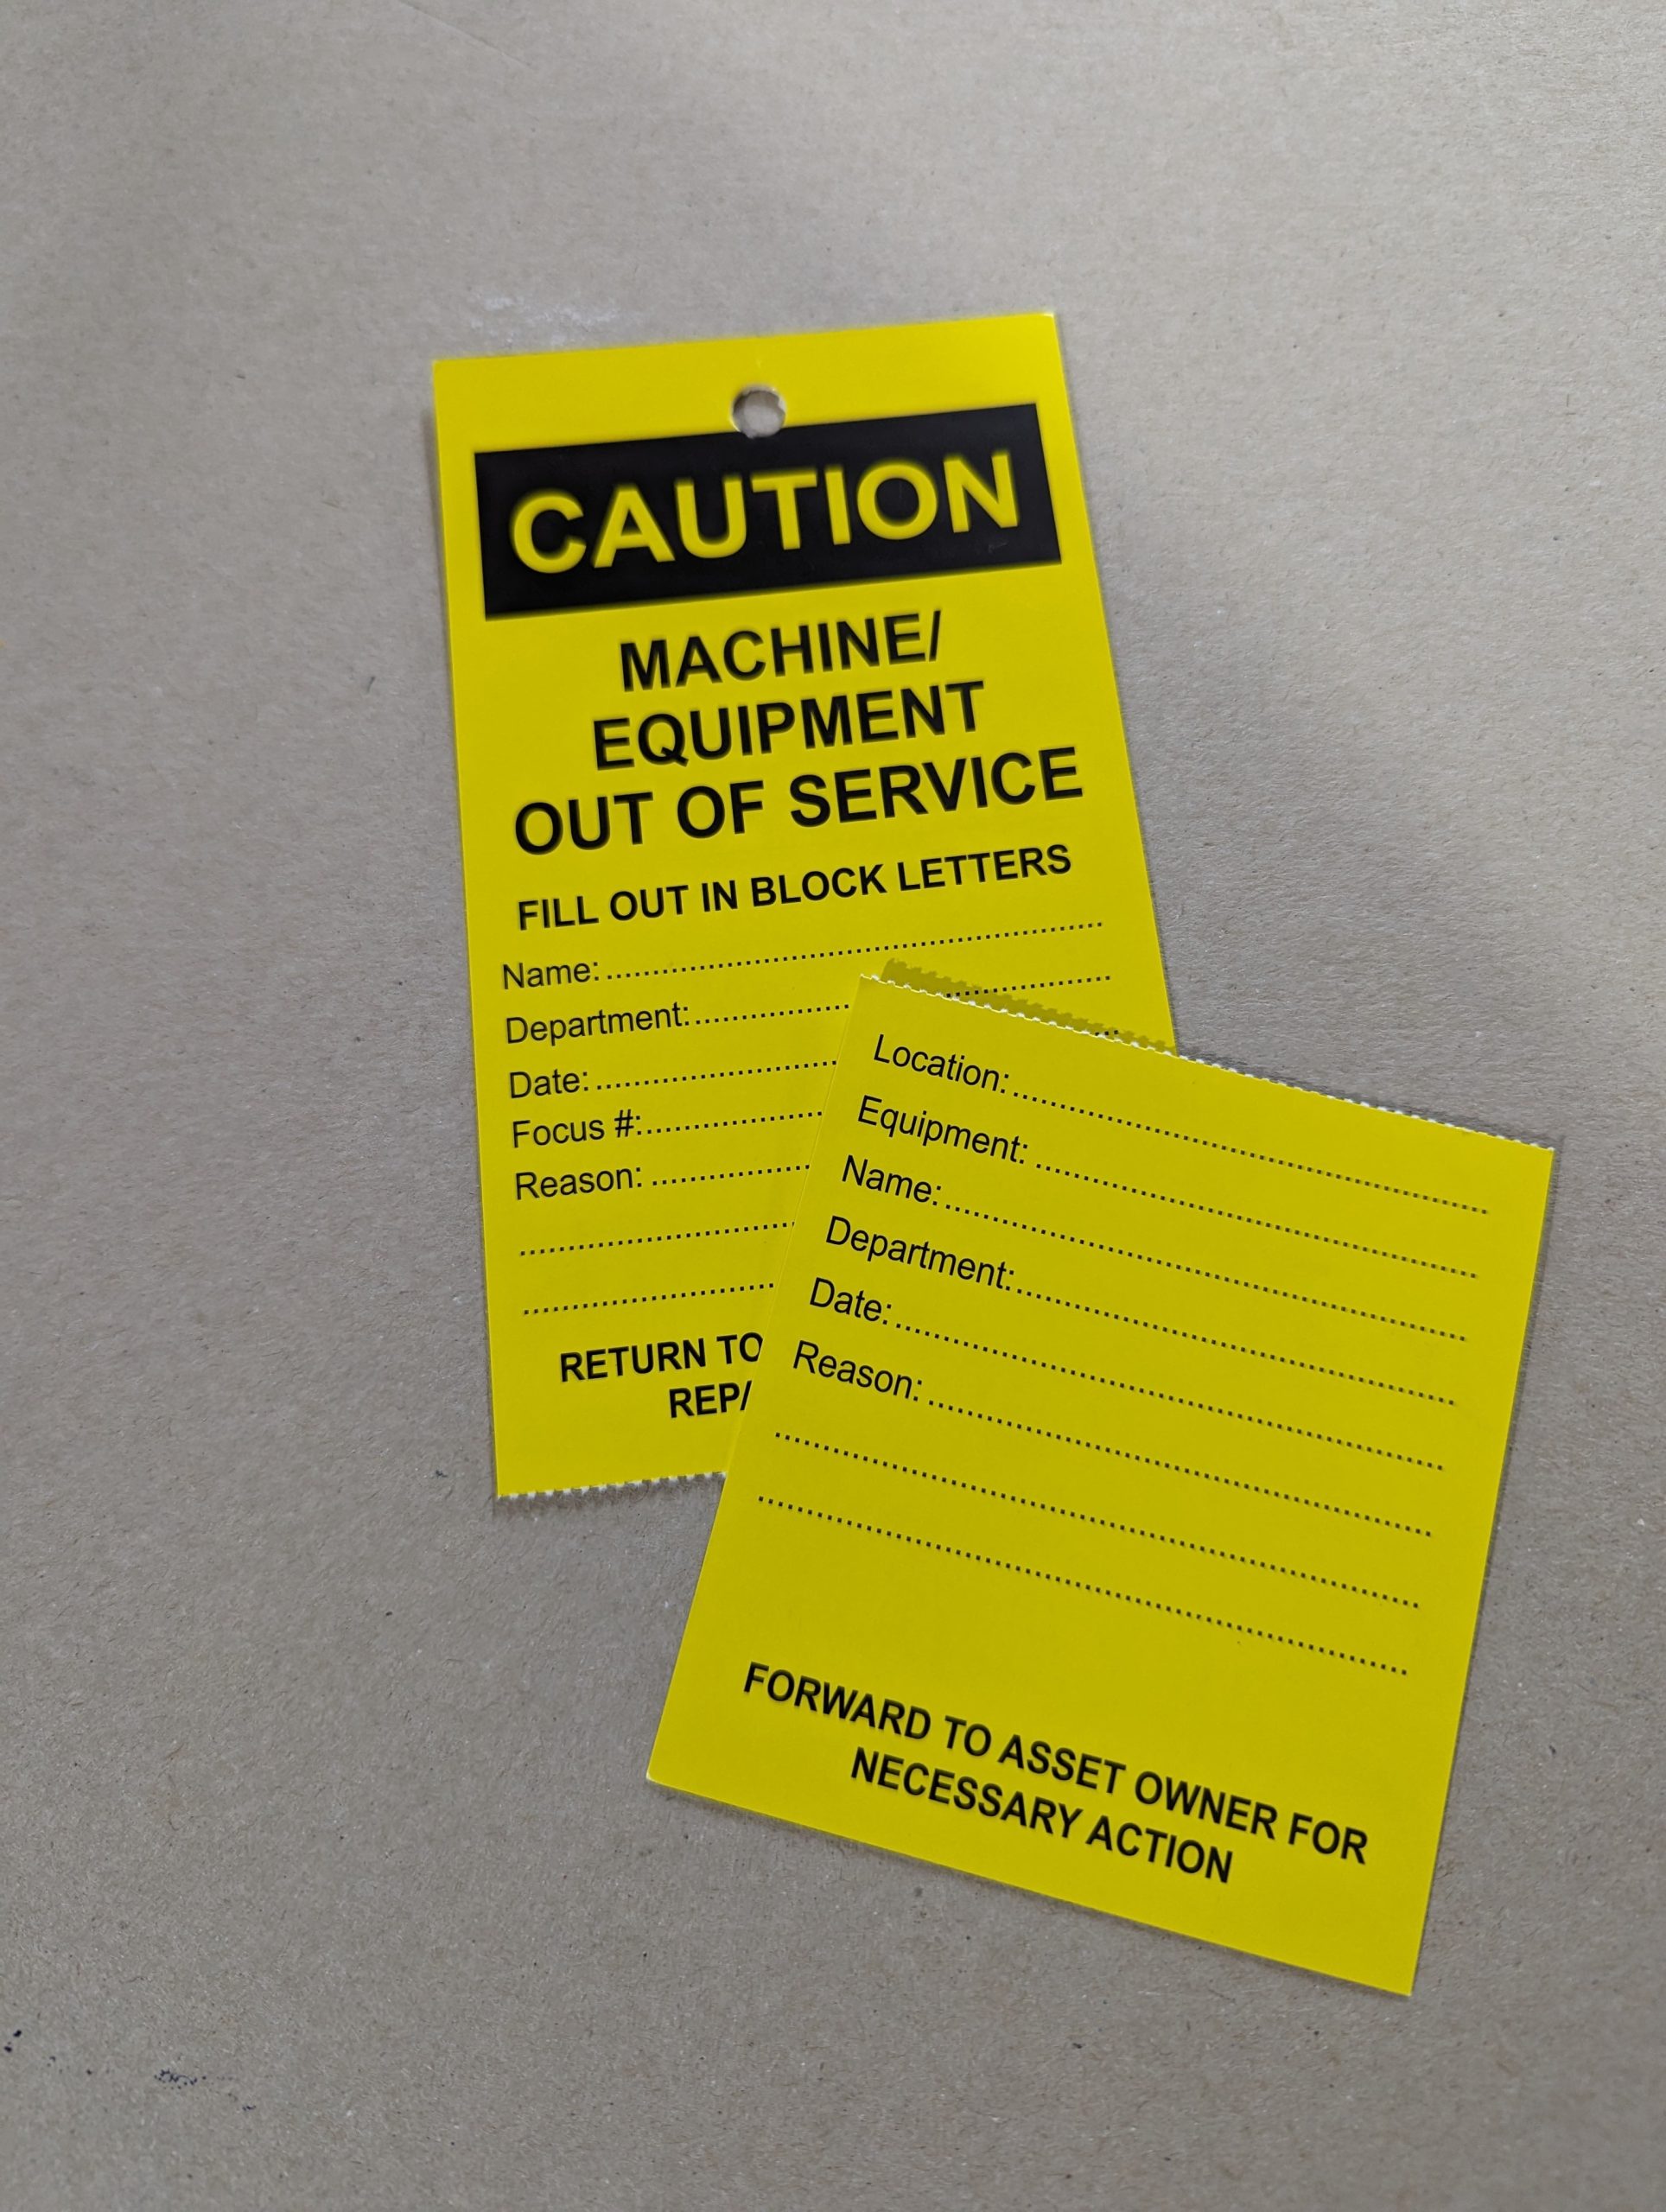 CAUTION
MACHINE/
EQUIPMENT
OUT OF SERVICE
FILL OUT IN BLOCK LETTERS
Name:
Department:
Date:
Focus #:
Reason:
RETURN TO
Location:
Equipment:
Name:
Department:
Date:
Reason:
FORWARD TO ASSET OWNER FOR
NECESSARY ACTION